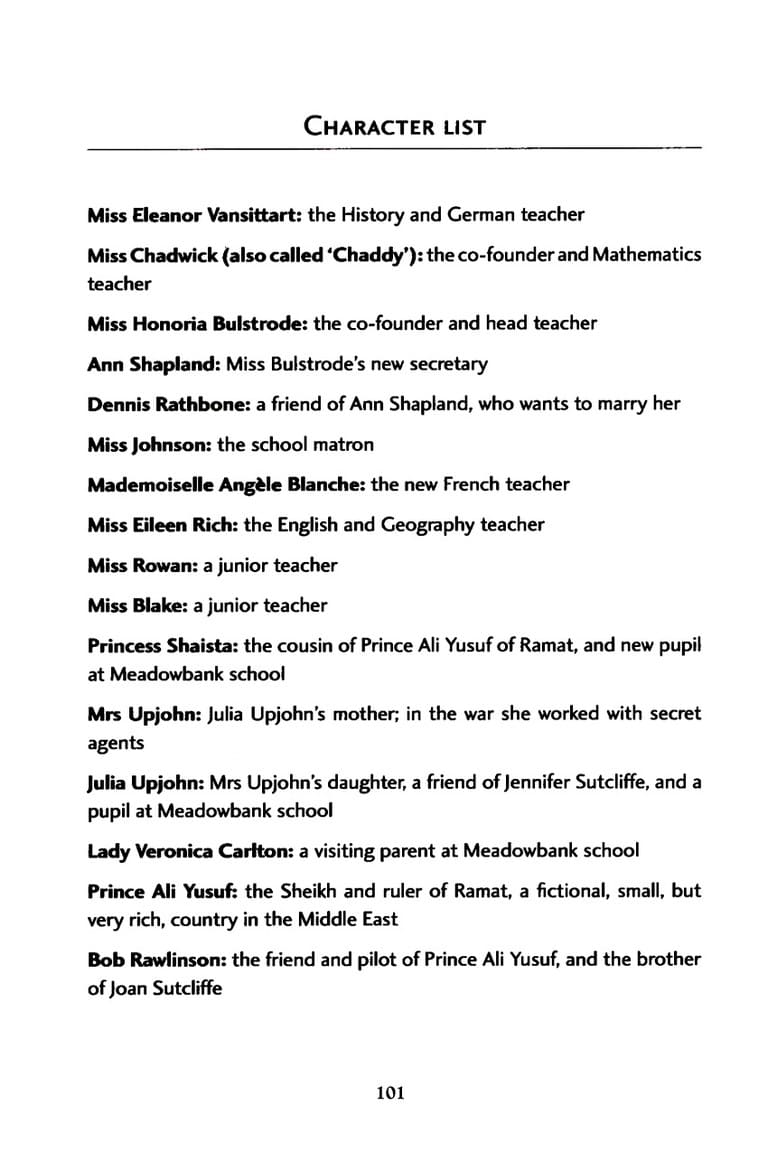 CHARACTER LIST
Miss Eleanor Vansittart: the History and German teacher
Miss Chadwick (also called ‘Chaddy’): the co-founder and Mathematics
teacher
Miss Honoria Bulstrode: the co-founder and head teacher
Ann Shapland: Miss Bulstrode’s new secretary
Dennis Rathbone: a friend of Ann Shapland, who wants to marry her
Miss Johnson: the school matron
Mademoiselle Angèle Blanche: the new French teacher
Miss Eileen Rich: the English and Geography teacher
Miss Rowan: a junior teacher
Miss Blake: a junior teacher
Princess Shaista: the cousin of Prince Ali Yusuf of Ramat, and new pupil
at Meadowbank school
Mrs Upjohn: Julia Upjohn’s mother; in the war she worked with secret
agents
Julia Upjohn: Mrs Upjohn’s daughter, a friend of Jennifer Sutcliffe, and a
pupil at Meadowbank school
Lady Veronica Carlton: a visiting parent at Meadowbank school
Prince Ali Yusuf: the Sheikh and ruler of Ramat, a fictional, small, but
very rich, country in the Middle East
Bob Rawlinson: the friend and pilot of Prince Ali Yusuf, and the brother
of Joan Sutcliffe
101